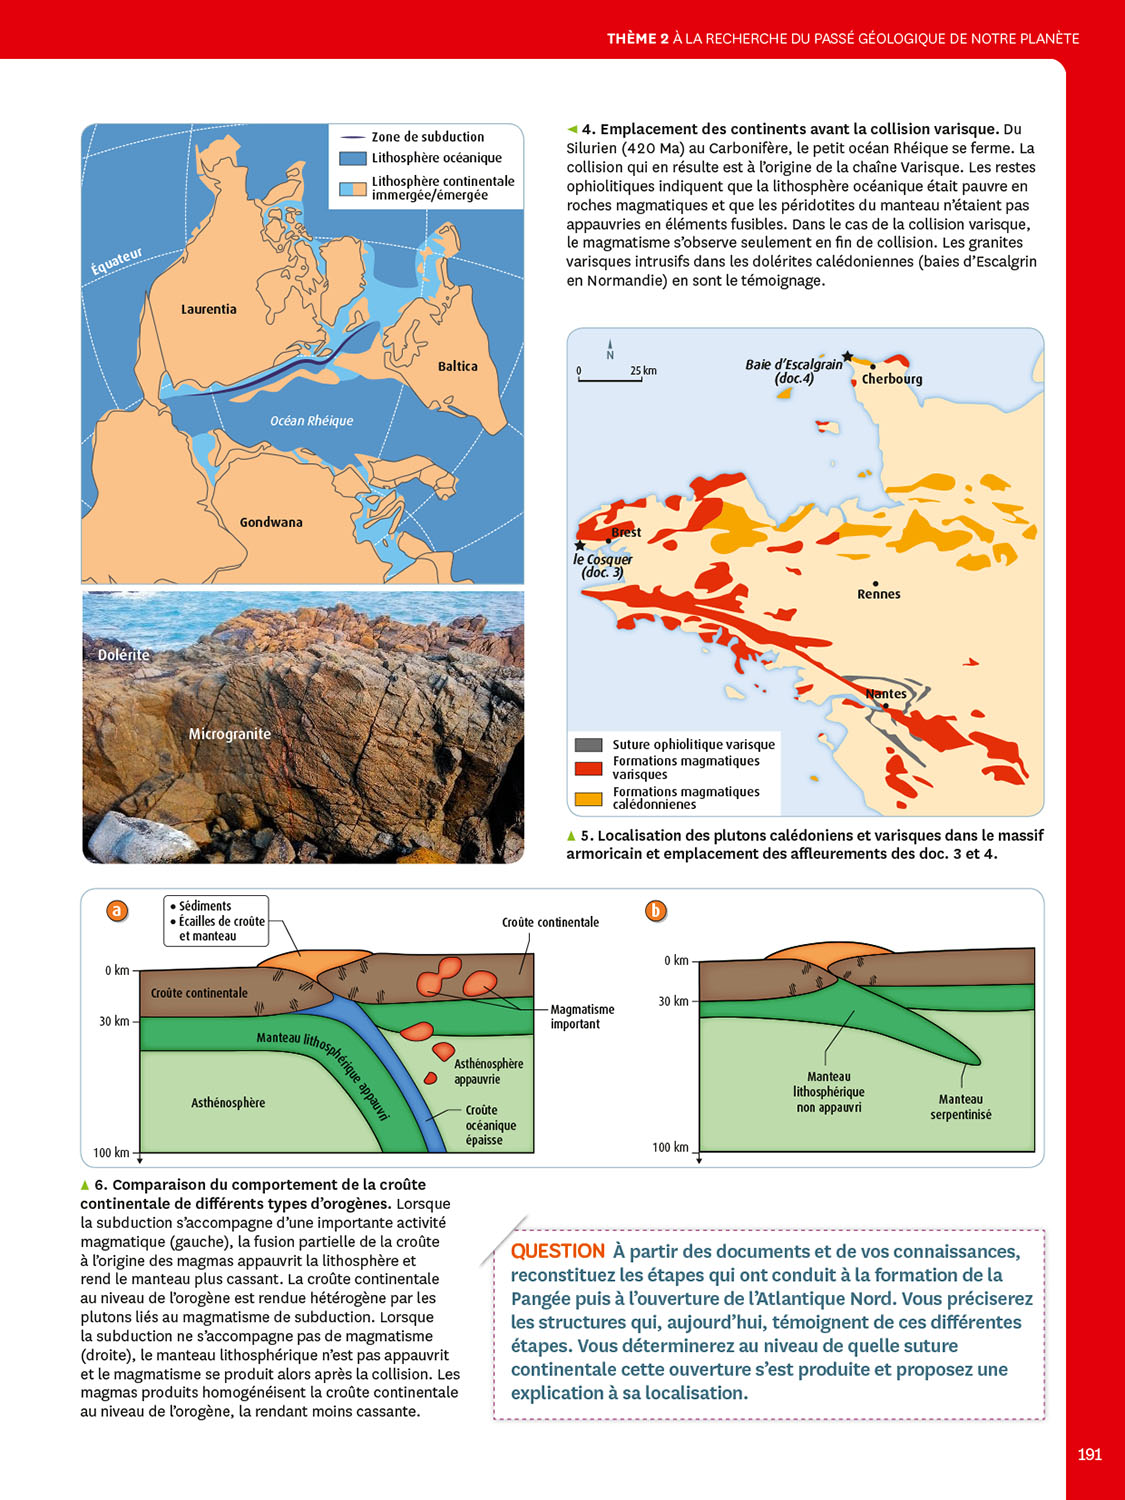 THÈME 2 À LA RECHERCHE DU PASSÉ GÉOLOGIQUE DE NOTRE PLANÈTE
Zone de subduction
Lithosphère océanique
Lithosphère continentale
immergée/émergée
Équateur
Laurentia
Baltica
Océan Rhéique
Gondwana
◄ 4. Emplacement des continents avant la collision varisque. Du
Silurien (420 Ma) au Carbonifère, le petit océan Rhéique se ferme. La
collision qui en résulte est à l'origine de la chaîne Varisque. Les restes
ophiolitiques indiquent que la lithosphère océanique était pauvre en
roches magmatiques et que les péridotites du manteau n'étaient pas
appauvries en éléments fusibles. Dans le cas de la collision varisque,
le magmatisme s'observe seulement en fin de collision. Les granites
varisques intrusifs dans les dolérites calédoniennes (baies d'Escalgrin
en Normandie) en sont le témoignage.
Dolérite
Microgranite
N
0 25 km
Baie d'Escalgrain
(doc.4)
Cherbourg
Brest
le Cosquer
(doc. 3)
Rennes
Nantes
Suture ophiolitique varisque
Formations magmatiques
varisques
Formations magmatiques
calédonnienes
▲ 5. Localisation des plutons calédoniens et varisques dans le massif
armoricain et emplacement des affleurements des doc. 3 et 4.
a
• Sédiments
• Écailles de croûte
et manteau
Croûte continentale
0 km
Croûte continentale
30 km
Manteau lithosphérique appauvri
Magmatisme
important
Asthénosphère
appauvrie
Asthénosphère
Croûte
océanique
épaisse
100 km
b
0 km
30 km
Manteau
lithosphérique
non appauvri
Manteau
serpentinisé
100 km
▲ 6. Comparaison du comportement de la croûte
continentale de différents types d'orogènes. Lorsque
la subduction s'accompagne d'une importante activité
magmatique (gauche), la fusion partielle de la croûte
à l'origine des magmas appauvrit la lithosphère et
rend le manteau plus cassant. La croûte continentale
au niveau de l'orogène est rendue hétérogène par les
plutons liés au magmatisme de subduction. Lorsque
la subduction ne s'accompagne pas de magmatisme
(droite), le manteau lithosphérique n'est pas appauvrit
et le magmatisme se produit alors après la collision. Les
magmas produits homogénéisent la croûte continentale
au niveau de l'orogène, la rendant moins cassante.
QUESTION À partir des documents et de vos connaissances,
reconstituez les étapes qui ont conduit à la formation de la
Pangée puis à l'ouverture de l'Atlantique Nord. Vous préciserez
les structures qui, aujourd'hui, témoignent de ces différentes
étapes. Vous déterminerez au niveau de quelle suture
continentale cette ouverture s'est produite et proposez une
explication à sa localisation.
191